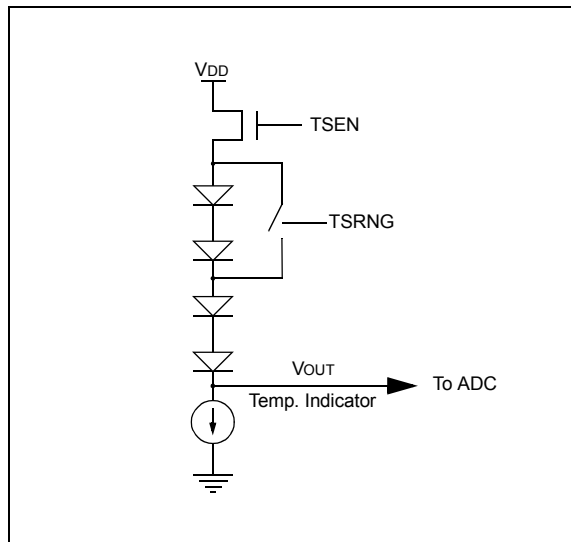 VDD
TSEN
TSRNG
VOUT
To ADC
Temp. Indicator